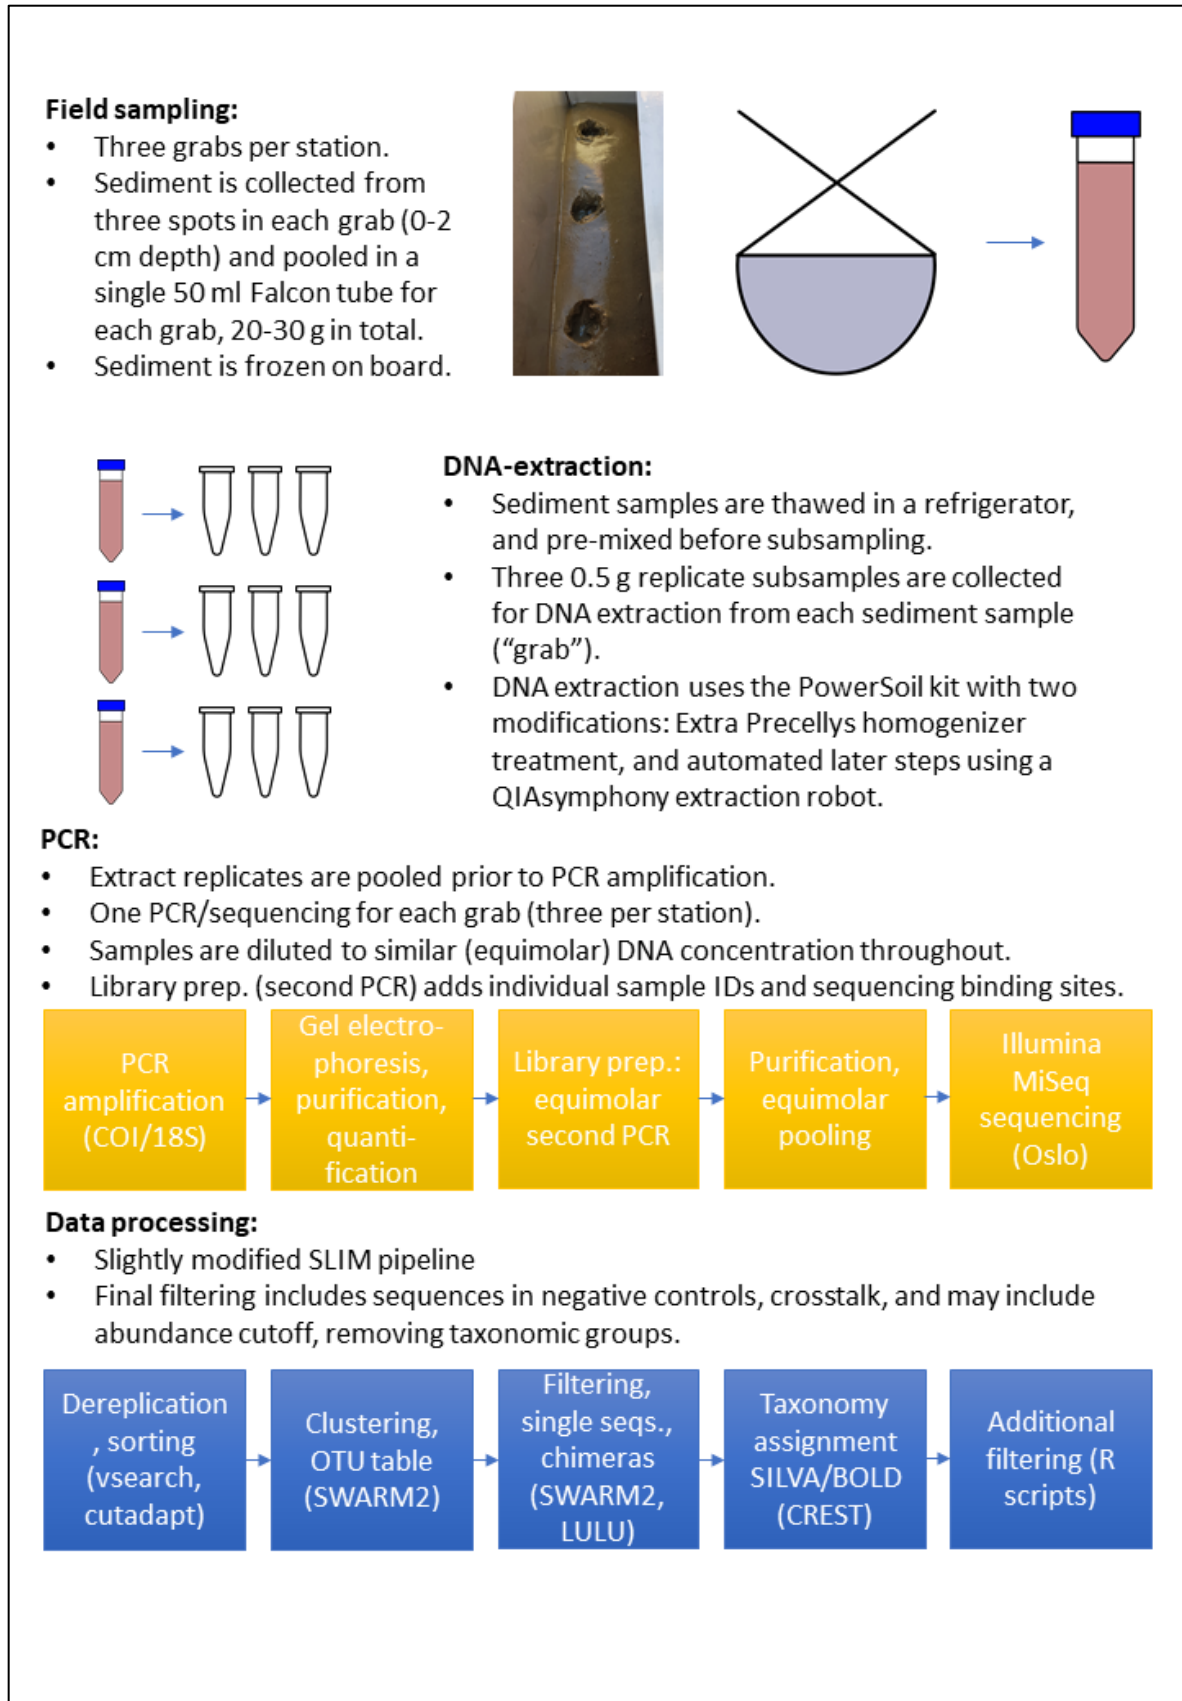 Field sampling:
• Three grabs per station.
• Sediment is collected from
three spots in each grab (0-2
cm depth) and pooled in a
single 50 ml Falcon tube for
each grab, 20-30 g in total.
• Sediment is frozen on board.
DNA-extraction:
• Sediment samples are thawed in a refrigerator,
and pre-mixed before subsampling.
• Three 0.5 g replicate subsamples are collected
for DNA extraction from each sediment sample
(“grab”).
• DNA extraction uses the PowerSoil kit with two
modifications: Extra Precellys homogenizer
treatment, and automated later steps using a
QIAsymphony extraction robot.
PCR:
• Extract replicates are pooled prior to PCR amplification.
• One PCR/sequencing for each grab (three per station).
• Samples are diluted to similar (equimolar) DNA concentration throughout.
• Library prep. (second PCR) adds individual sample IDs and sequencing binding sites.
PCR
amplification
(COI/18S)
Gel electro-
phoresis,
purification,
quanti-
fication
Library prep.:
equimolar
second PCR
Purification,
equimolar
pooling
Illumina
MiSeq
sequencing
(Oslo)
Data processing:
• Slightly modified SLIM pipeline
• Final filtering includes sequences in negative controls, crosstalk, and may include
abundance cutoff, removing taxonomic groups.
Dereplication
, sorting
(vsearch,
cutadapt)
Clustering,
OTU table
(SWARM2)
Filtering,
single seqs.,
chimeras
(SWARM2,
LULU)
Taxonomy
assignment
SILVA/BOLD
(CREST)
Additional
filtering (R
scripts)